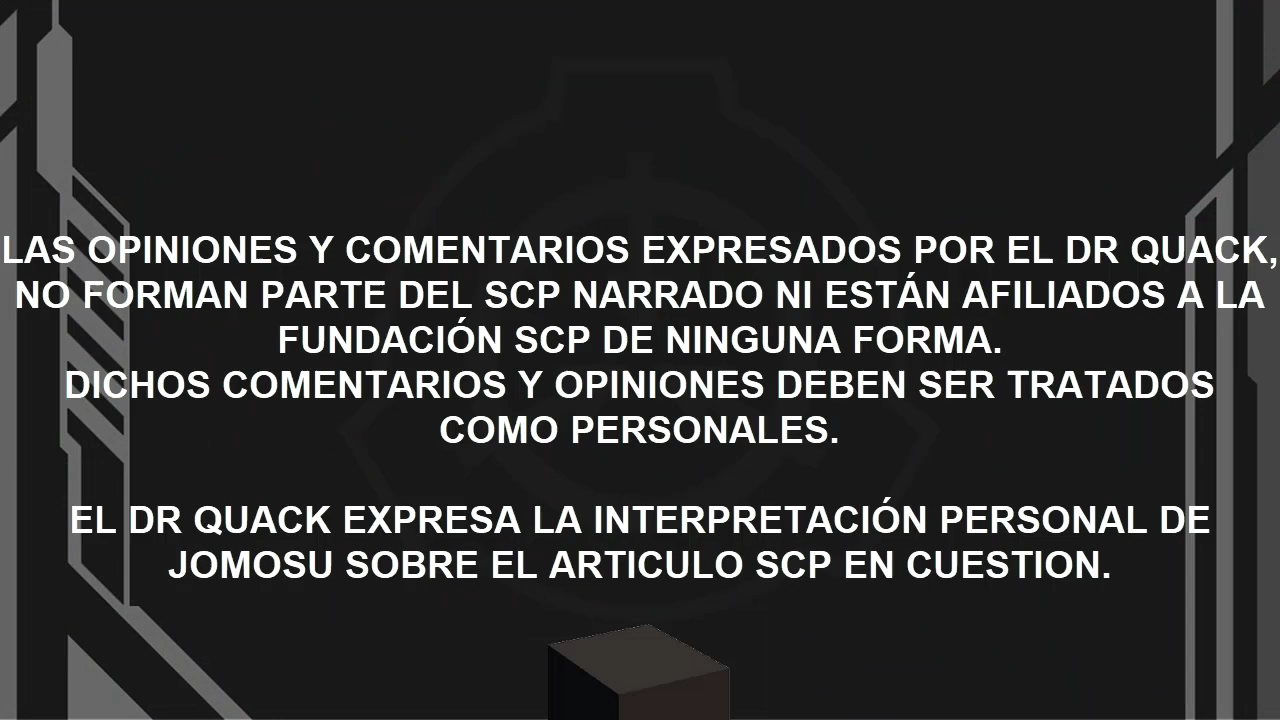 LAS OPINIONES Y COMENTARIOS EXPRESADOS POR EL DR QUACK,
NO FORMAN PARTE DEL SCP NARRADO NI ESTÁN AFILIADOS A LA
FUNDACIÓN SCP DE NINGUNA FORMA.
DICHOS COMENTARIOS Y OPINIONES DEBEN SER TRATADOS
COMO PERSONALES.
EL DR QUACK EXPRESA LA INTERPRETACIÓN PERSONAL DE
JOMOSU SOBRE EL ARTICULO SCP EN CUESTION.